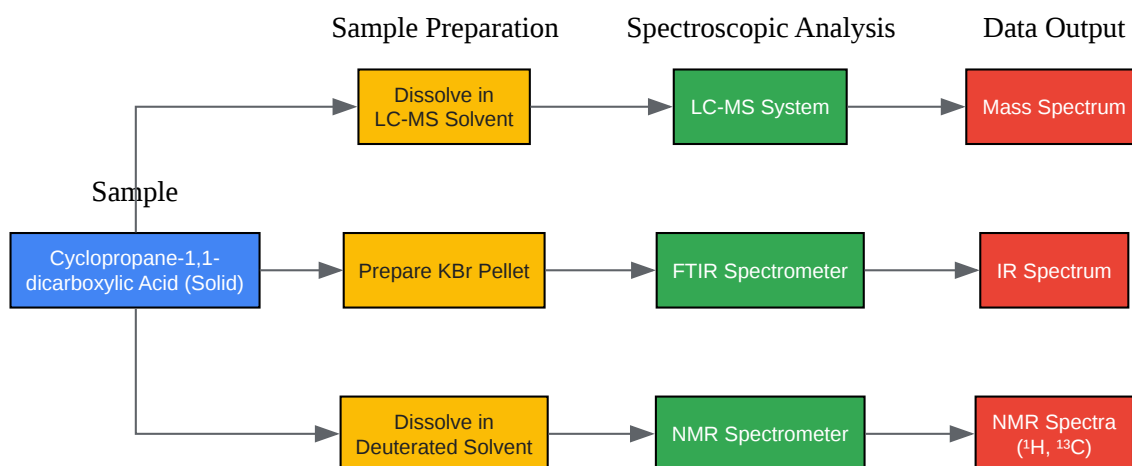 Sample Preparation
Spectroscopic Analysis
Data Output
Dissolve in
LC-MS Solvent
LC-MS System
Mass Spectrum
Sample
Cyclopropane-1,1-
dicarboxylic Acid (Solid)
Prepare KBr Pellet
FTIR Spectrometer
IR Spectrum
Dissolve in
Deuterated Solvent
NMR Spectrometer
NMR Spectra
(¹H, ¹³C)